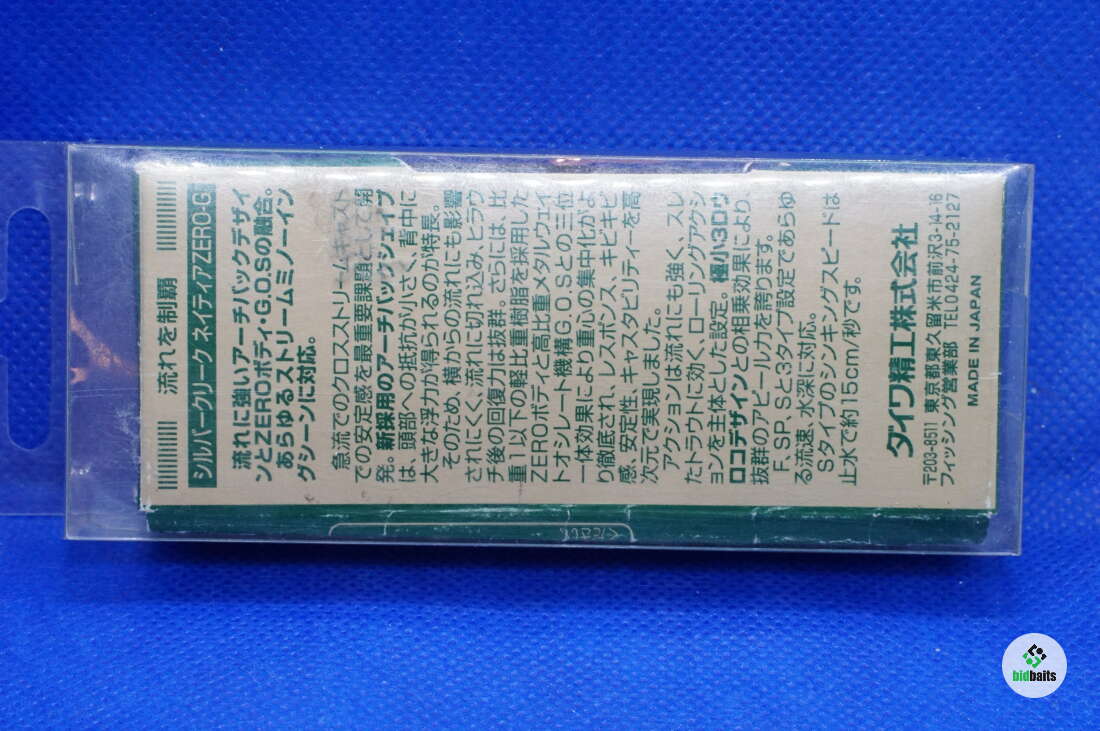 流れを制覇
シルバークリーク ネイティアZERO-G
流れに強いアーチバックデザイ
ンとZEROボディ・G.O.Sの融合。
あらゆるストリームミノーイン
グシーンに対応。
急流でのクロスストリームキャスト
での安定感を最重要課題として開
発。新採用のアーチバックシェイプ
は、頭部への抵抗が小さく、背中に
大きな浮力が得られるのが特長。
そのため、横からの流れにも影響
されにくく、流れに切れ込み、ヒラウ
チ後の回復力は抜群。さらには、比
重1以下の軽比重樹脂を採用した
ZEROボディと高比重メタルウェイ
トオシレート機構G.O.Sとの三位
一体効果により重心の集中化がよ
り徹底され、レスポンス、キビキビ
感、安定性、キャスタビリティーを高
次元で実現しました。
アクションは流れにも強く、スレ
たトラウトに効く、ローリングアクシ
ョンを主体とした設定。極小3Dウ
ロコデザインとの相乗効果により、
抜群のアピール力を誇ります。
F、SP、Sと3タイプ設定であらゆ
る流速、水深に対応。
Sタイプのシンキングスピードは
止水で約15cm/秒です。
ダイワ精工株式会社
〒203-8511 東京都東久留米市前沢3-14-16
フィッシング営業部 TEL0424-75-2127
MADE IN JAPAN
bidbaits